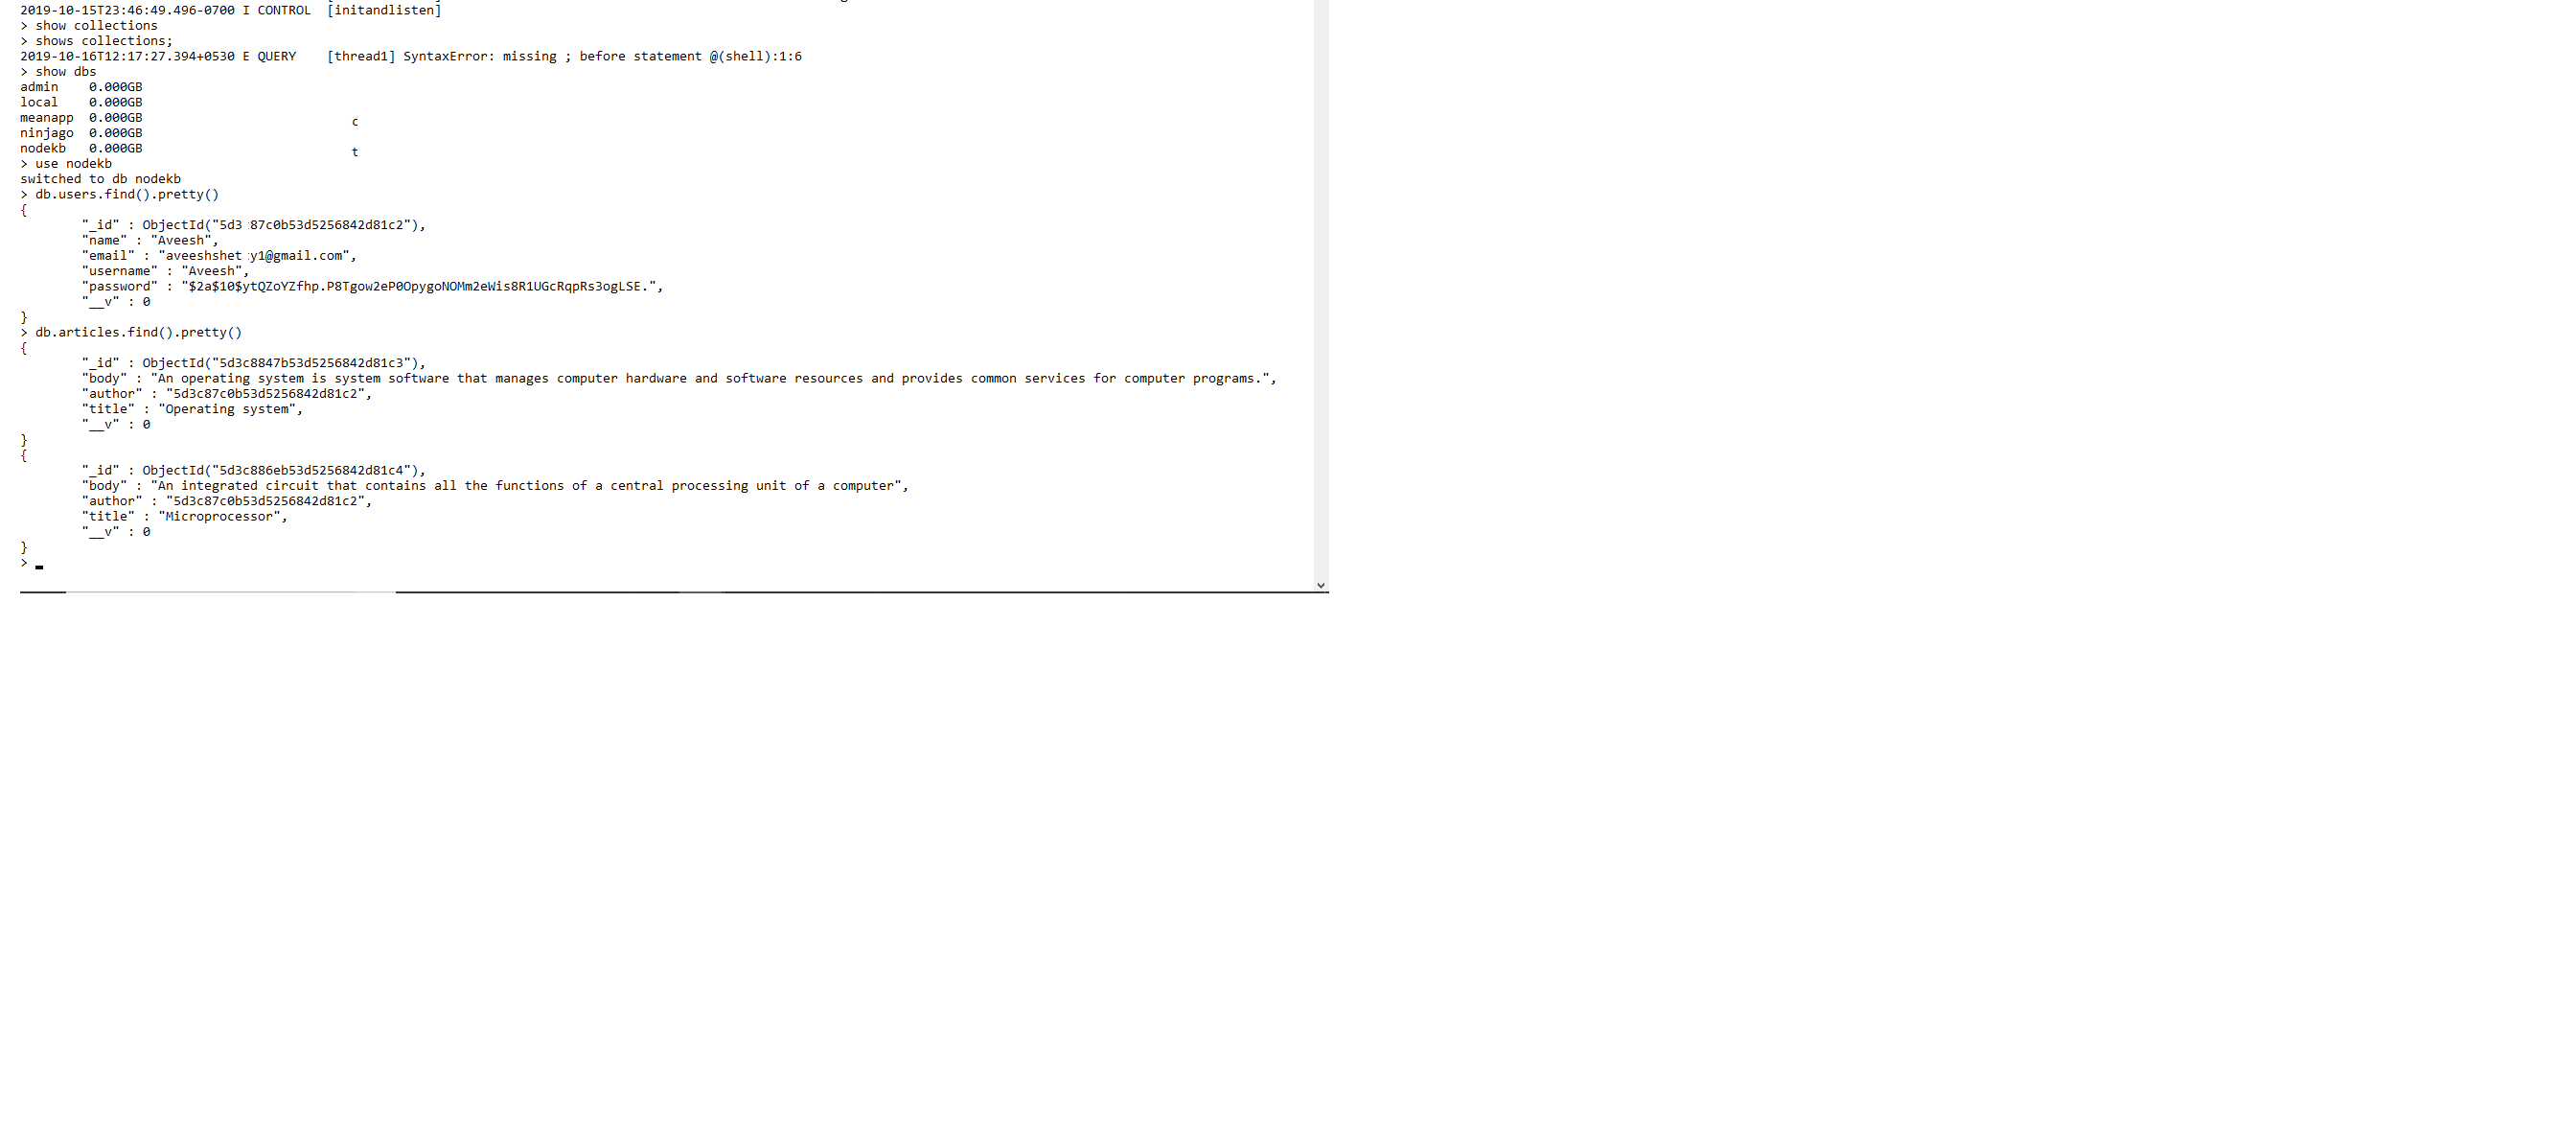 2019-10-15T23:46:49.496-0700 I CONTROL  [initandlisten]
> show collections
> shows collections;
2019-10-16T12:17:27.394+0530 E QUERY    [thread1] SyntaxError: missing ; before statement @(shell):1:6
> show dbs
admin    0.000GB
local    0.000GB
meanapp  0.000GB
c
ninjago  0.000GB
nodekb   0.000GB
t
> use nodekb
switched to db nodekb
> db.users.find().pretty()
{
"_id" : ObjectId("5d3 87c0b53d5256842d81c2"),
"name" : "Aveesh",
"email" : "aveeshshet y1@gmail.com",
"username" : "Aveesh",
"password" : "$2a$10$ytQZoYZfhp.P8Tgow2eP0OpygoNOMm2eWis8R1UGcRqpRs3ogLSE.",
"__v" : 0
}
> db.articles.find().pretty()
{
"_id" : ObjectId("5d3c8847b53d5256842d81c3"),
"body" : "An operating system is system software that manages computer hardware and software resources and provides common services for computer programs.",
"author" : "5d3c87c0b53d5256842d81c2",
"title" : "Operating system",
"__v" : 0
}
{
"_id" : ObjectId("5d3c886eb53d5256842d81c4"),
"body" : "An integrated circuit that contains all the functions of a central processing unit of a computer",
"author" : "5d3c87c0b53d5256842d81c2",
"title" : "Microprocessor",
"__v" : 0
}
>